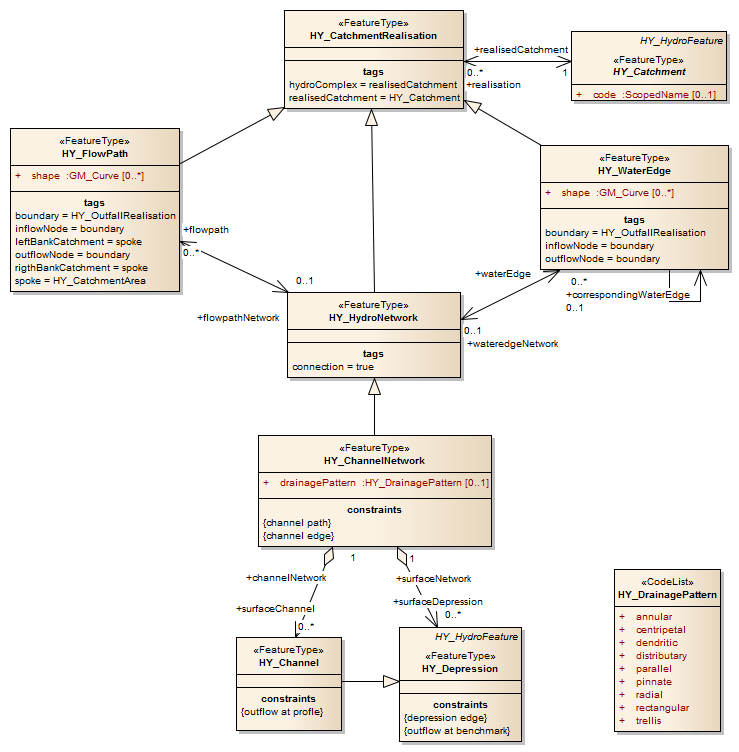 «FeatureType»
HY_CatchmentRealisation
tags
hydroComplex = realisedCatchment
realisedCatchment = HY_Catchment
+realisedCatchment
0..*
1
+realisation
HY_HydroFeature
«FeatureType»
HY_Catchment
+ code :ScopedName [0..1]
«FeatureType»
HY_FlowPath
+ shape :GM_Curve [0..*]
tags
boundary = HY_OutfallRealisation
inflowNode = boundary
leftBankCatchment = spoke
outflowNode = boundary
rigthBankCatchment = spoke
spoke = HY_CatchmentArea
«FeatureType»
HY_WaterEdge
+ shape :GM_Curve [0..*]
tags
boundary = HY_OutfallRealisation
inflowNode = boundary
outflowNode = boundary
+flowpath
0..*
0..1
+flowpathNetwork
+waterEdge
0..*
0..1
+wateredgeNetwork
+correspondingWaterEdge
0..1
«FeatureType»
HY_HydroNetwork
tags
connection = true
«FeatureType»
HY_ChannelNetwork
+ drainagePattern :HY_DrainagePattern [0..1]
constraints
{channel path}
{channel edge}
1
1
+channelNetwork
+surfaceNetwork
+surfaceChannel
+surfaceDepression
0..*
0..*
«FeatureType»
HY_Channel
constraints
{outflow at profle}
HY_HydroFeature
«FeatureType»
HY_Depression
constraints
{depression edge}
{outflow at benchmark}
«CodeList»
HY_DrainagePattern
+ annular
+ centripetal
+ dendritic
+ distributary
+ parallel
+ pinnate
+ radial
+ rectangular
+ trellis